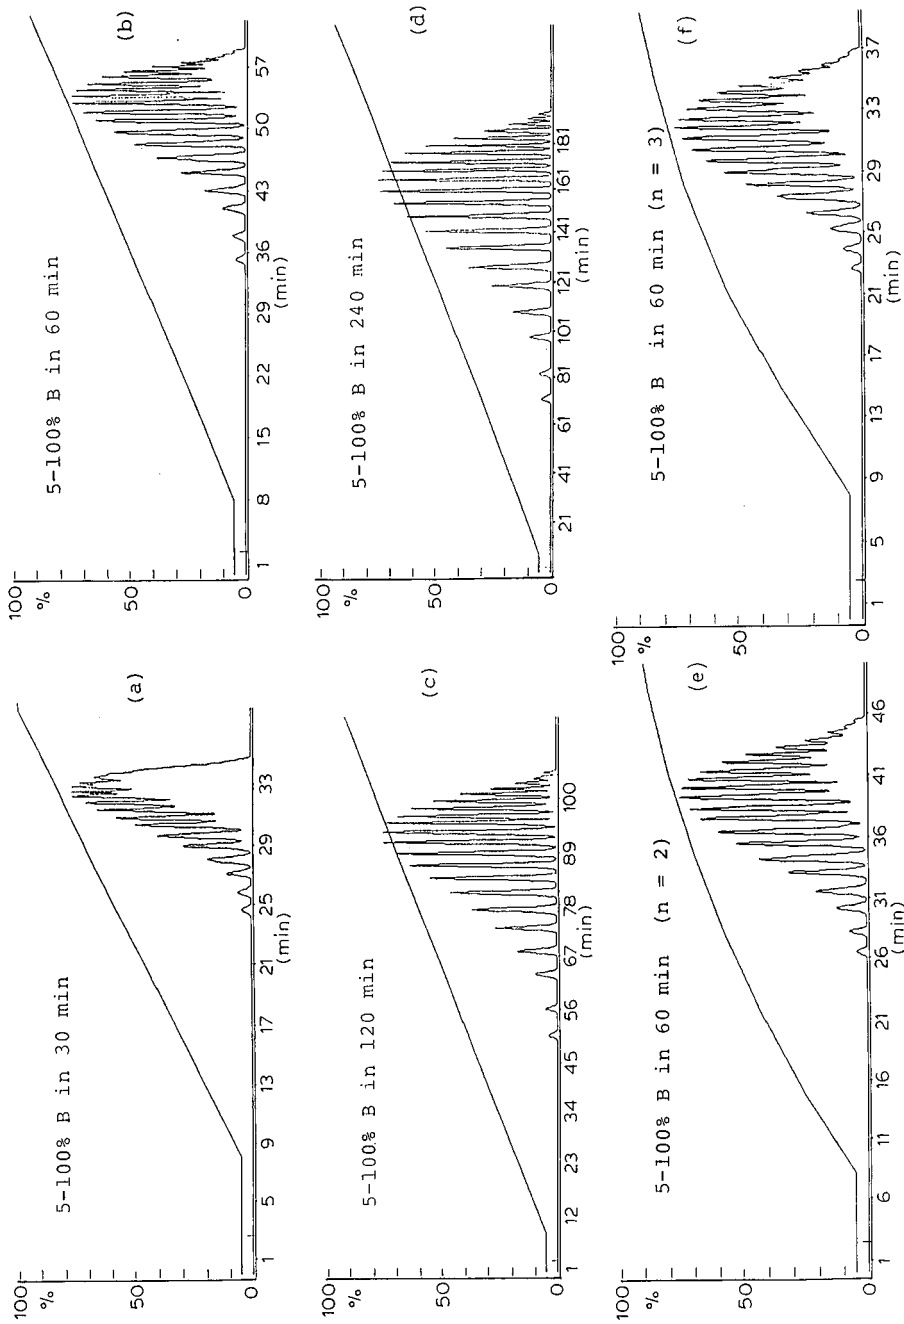 100
%
50
0
5-100% B in 30 min
(a)
1 5 9 13 17 21 25 29 33
(min)
100
%
50
0
5-100% B in 60 min
(b)
1 8 15 22 29 36 43 50 57
(min)
100
%
50
0
5-100% B in 120 min
(c)
1 12 23 34 45 56 67 78 89 100
(min)
100
%
50
0
5-100% B in 240 min
(d)
21 41 61 81 101 121 141 161 181
(min)
100
%
50
0
5-100% B in 60 min (n = 2)
(e)
1 6 11 16 21 26 31 36 41 46
(min)
100
%
50
0
5-100% B in 60 min (n = 3)
(f)
1 5 9 13 17 21 25 29 33 37
(min)